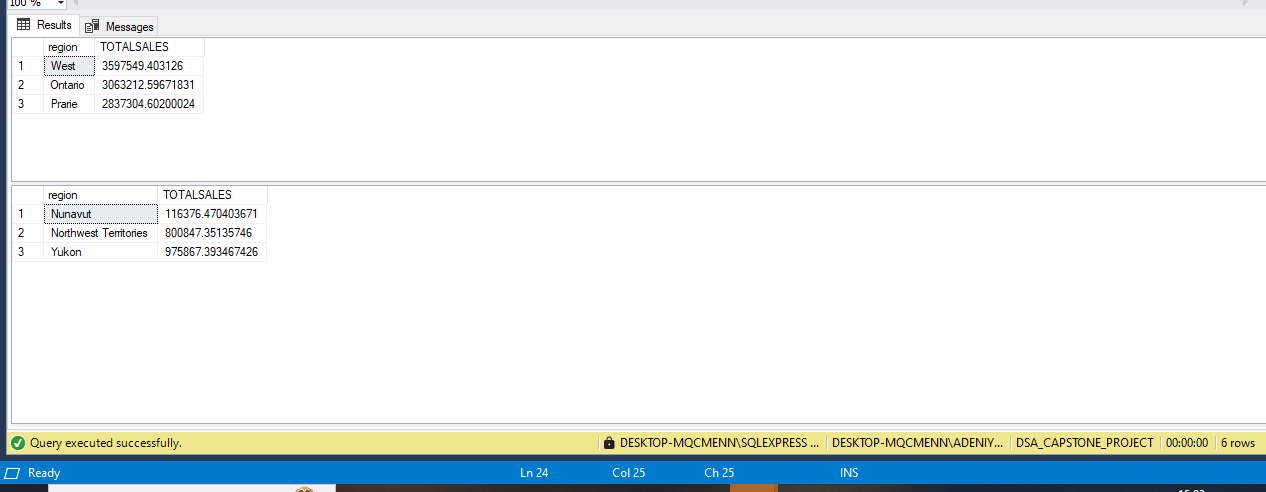 100 %
Results Messages
region TOTALSALES
1 West 3597549.403126
2 Ontario 3063212.59671831
3 Prarie 2837304.60200024
region TOTALSALES
1 Nunavut 116376.470403671
2 Northwest Territories 800847.35135746
3 Yukon 975867.393467426
Query executed successfully. DESKTOP-MQCMENN\SQLEXPRESS ... DESKTOP-MQCMENN\ADENIY... DSA_CAPSTONE_PROJECT 00:00:00 6 rows
Ready Ln 24 Col 25 Ch 25 INS